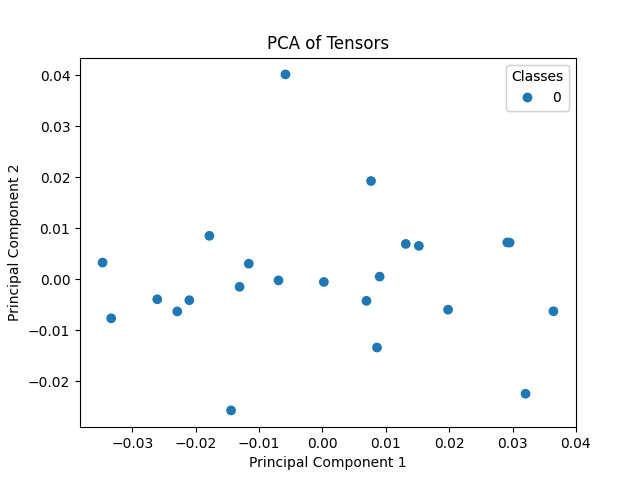 PCA of Tensors
Classes
0
0.04
0.03
0.02
0.01
0.00
−0.01
−0.02
Principal Component 2
−0.03 −0.02 −0.01 0.00 0.01 0.02 0.03 0.04
Principal Component 1